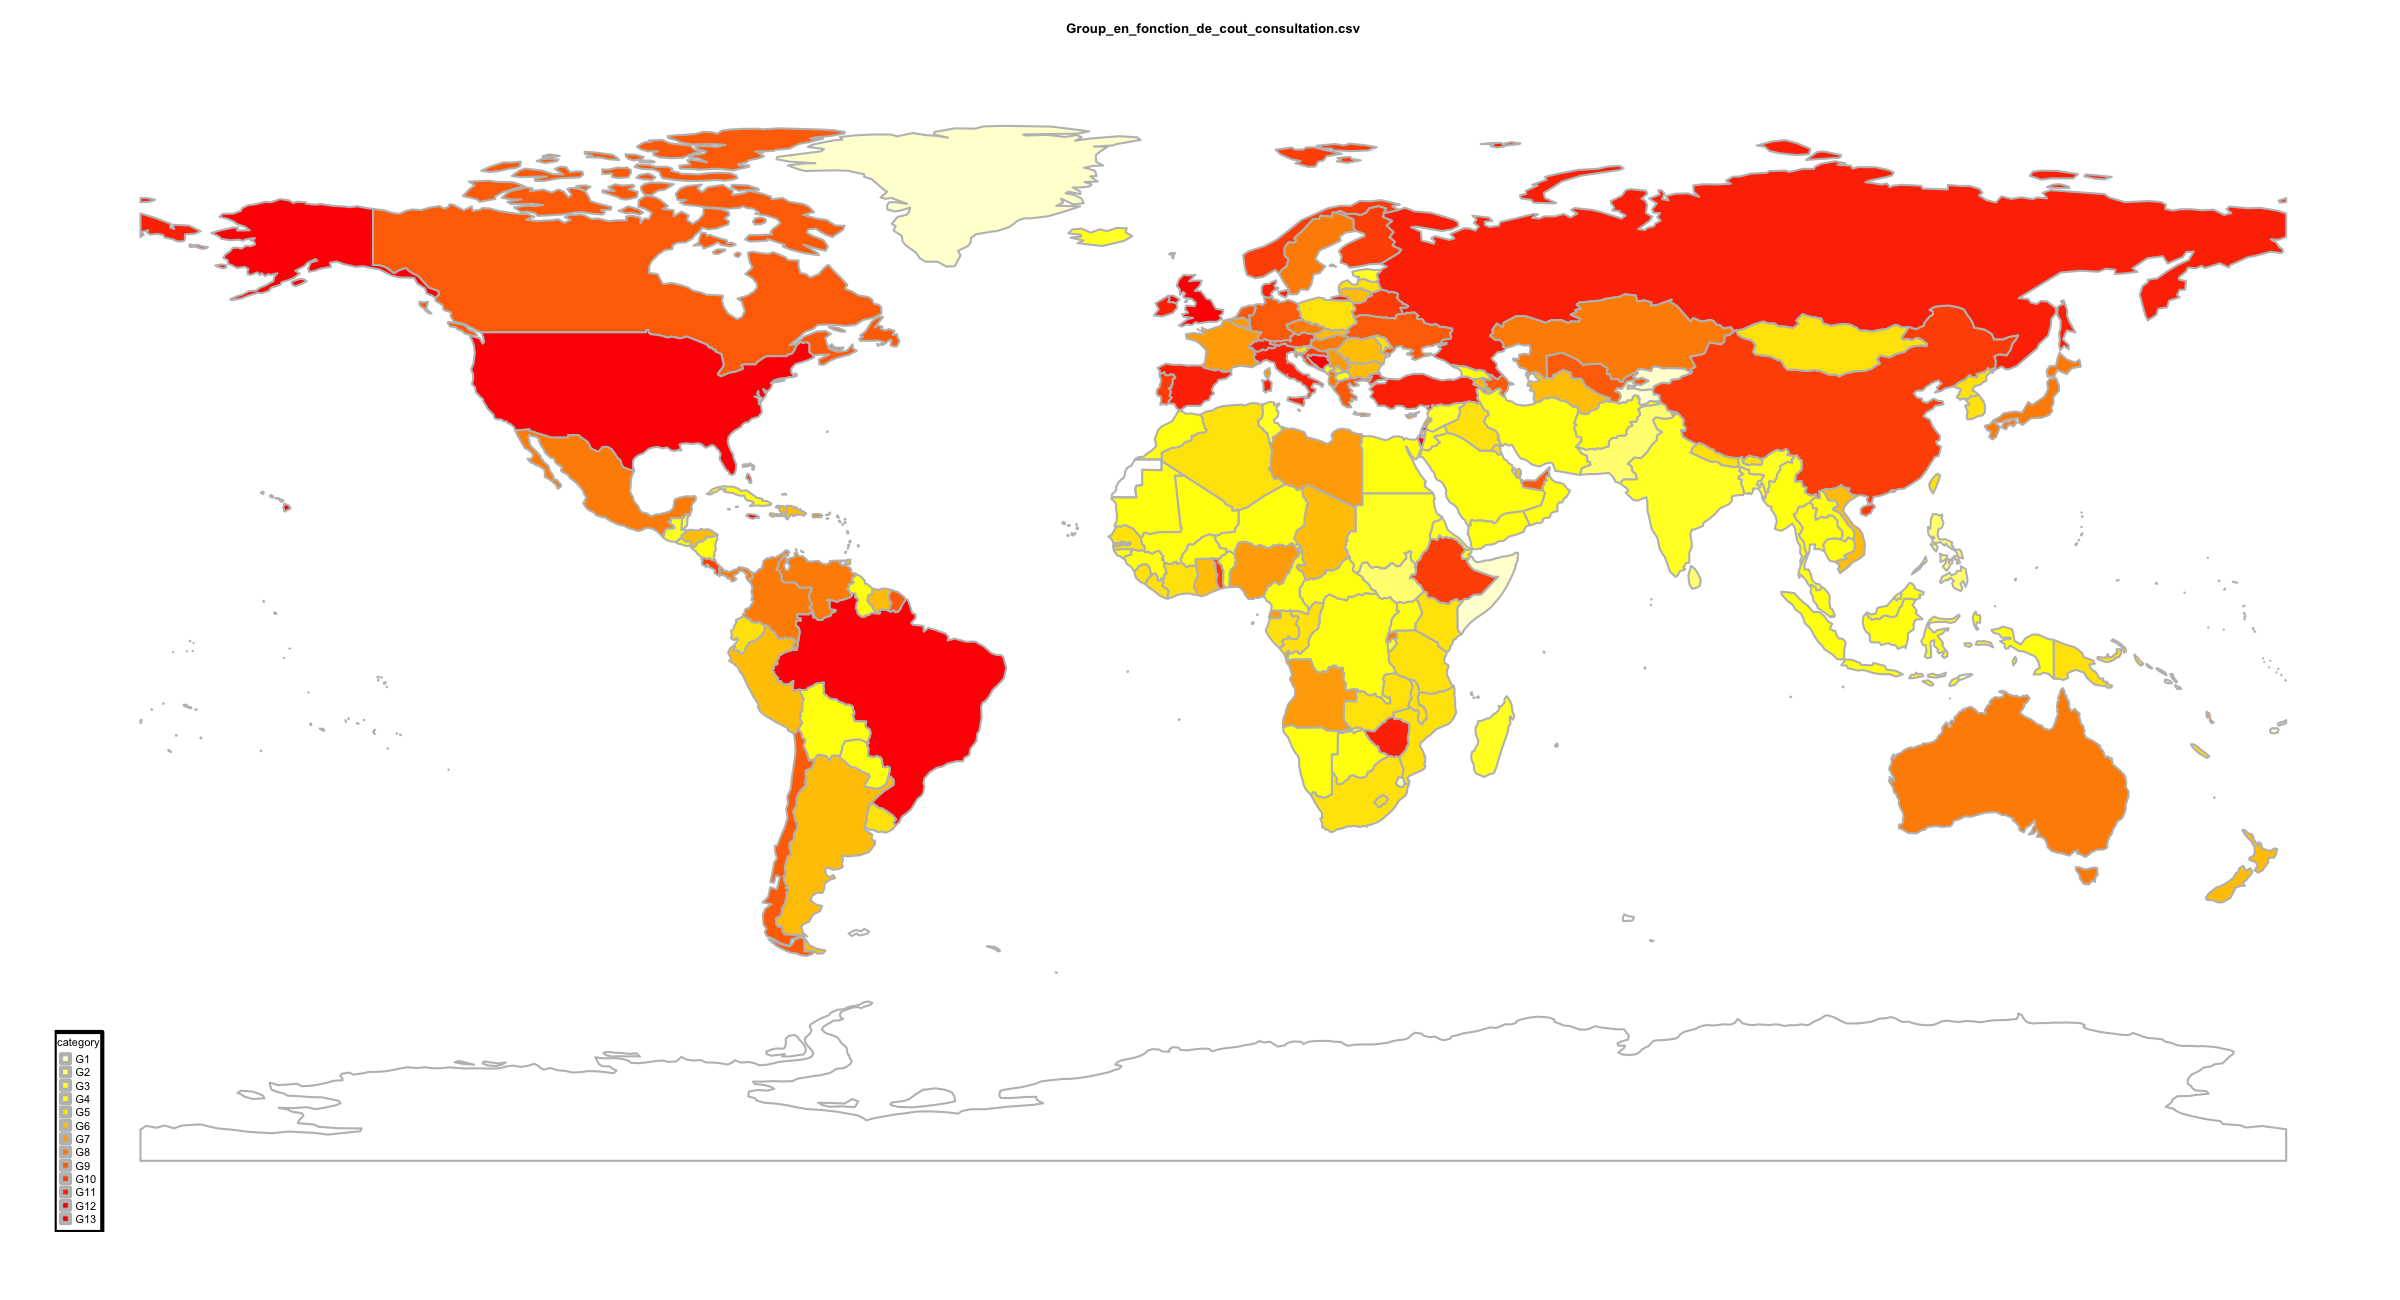 Group_en_fonction_de_cout_consultation.csv
category
G1
G2
G3
G4
G5
G6
G7
G8
G9
G10
G11
G12
G13